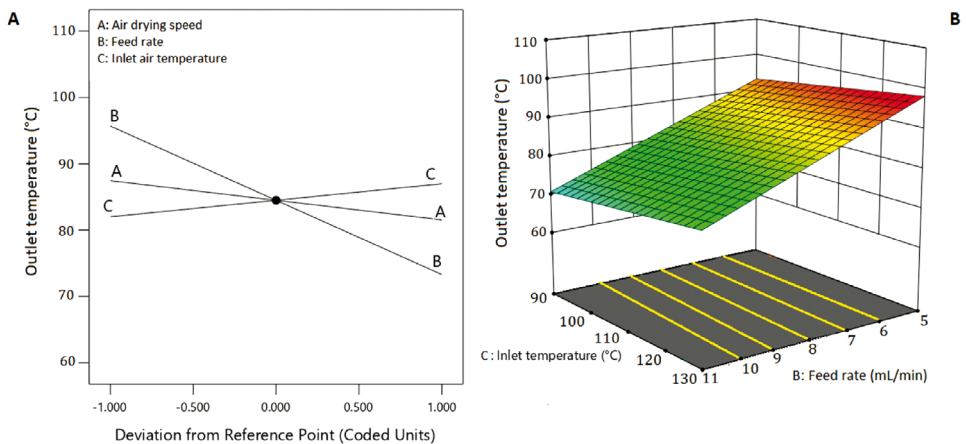 A
A: Air drying speed
B: Feed rate
C: Inlet air temperature
Outlet temperature (°C)
110
100
90
80
70
60
B
A
C
C
A
B
-1.000
-0.500
0.000
0.500
1.000
Deviation from Reference Point (Coded Units)
B
Outlet temperature (°C)
110
100
90
80
70
60
90
100
110
120
130
C : Inlet temperature (°C)
11
10
9
8
7
6
5
B: Feed rate (mL/min)